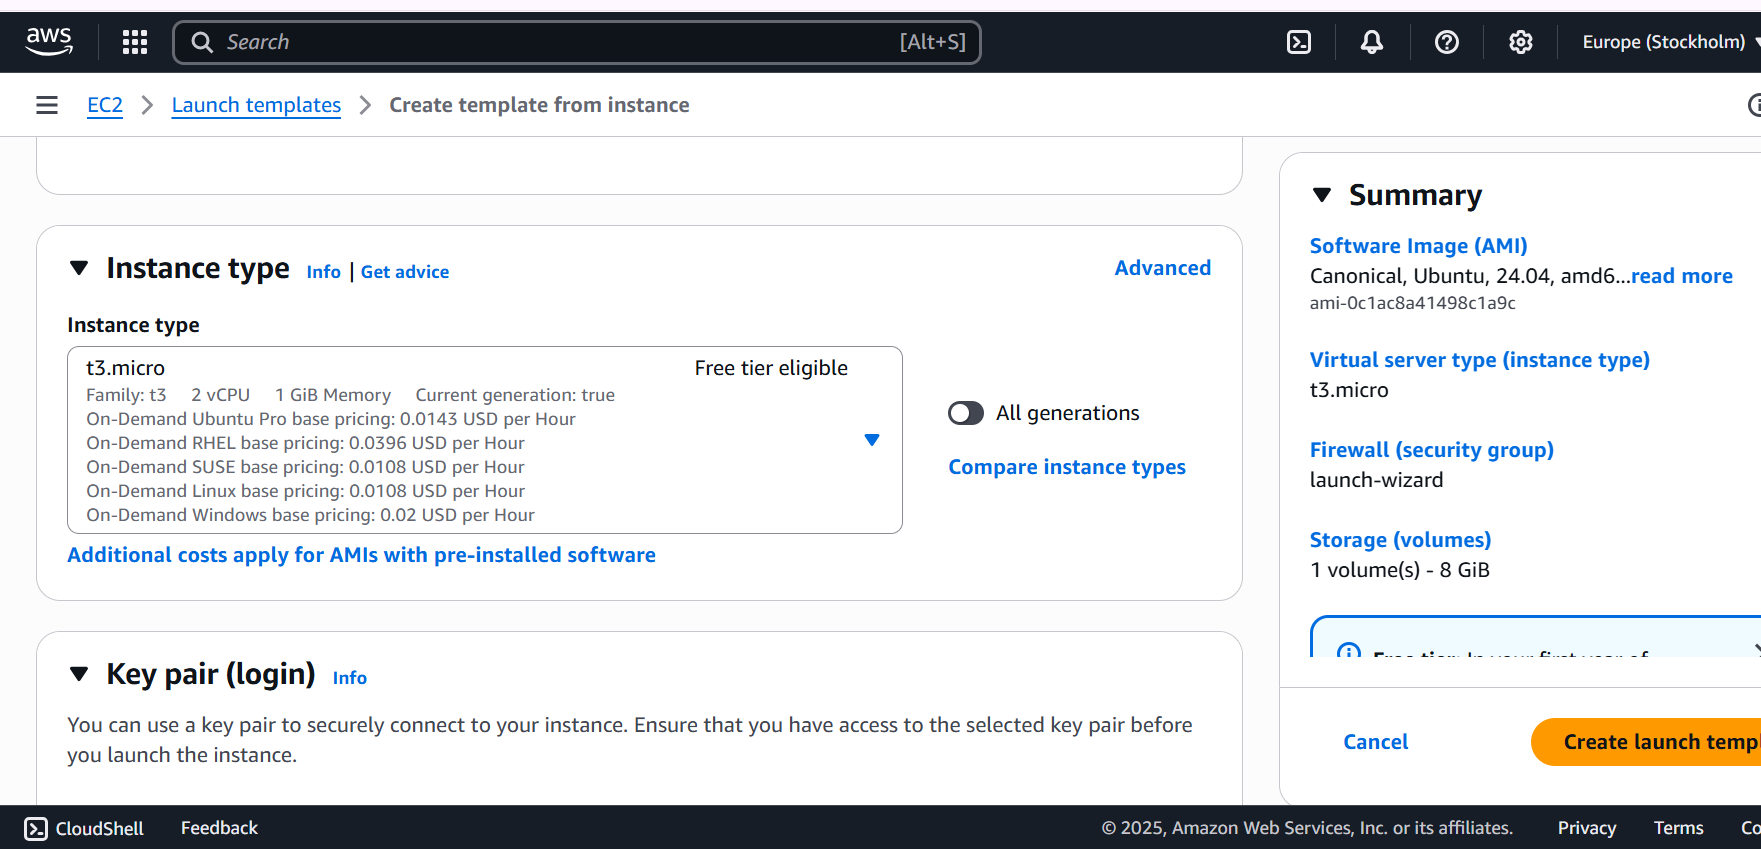 aws
Search [Alt+S]
Europe (Stockholm)
EC2 > Launch templates > Create template from instance
Instance type Info | Get advice
Advanced
Instance type
t3.micro Free tier eligible
Family: t3 2 vCPU 1 GiB Memory Current generation: true
On-Demand Ubuntu Pro base pricing: 0.0143 USD per Hour
On-Demand RHEL base pricing: 0.0396 USD per Hour
On-Demand SUSE base pricing: 0.0108 USD per Hour
On-Demand Linux base pricing: 0.0108 USD per Hour
On-Demand Windows base pricing: 0.02 USD per Hour
All generations
Compare instance types
Additional costs apply for AMIs with pre-installed software
Key pair (login) Info
You can use a key pair to securely connect to your instance. Ensure that you have access to the selected key pair before
you launch the instance.
Summary
Software Image (AMI)
Canonical, Ubuntu, 24.04, amd6...read more
ami-0c1ac8a41498c1a9c
Virtual server type (instance type)
t3.micro
Firewall (security group)
launch-wizard
Storage (volumes)
1 volume(s) - 8 GiB
Free tier: In your first year of
Cancel
Create launch templ
CloudShell Feedback
© 2025, Amazon Web Services, Inc. or its affiliates. Privacy Terms Co